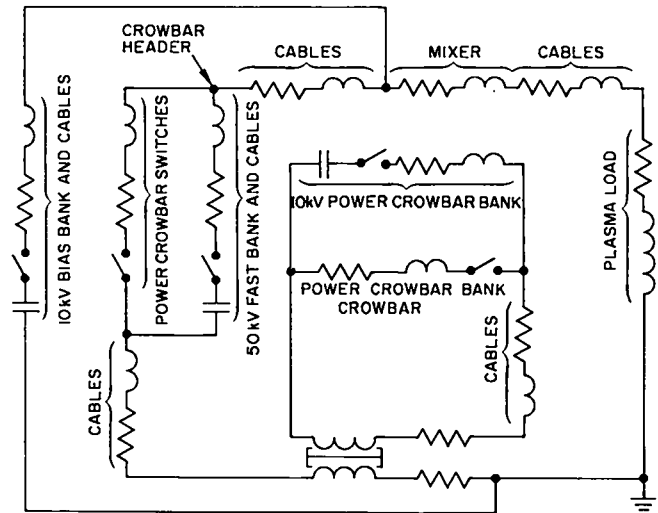 CROWBAR
HEADER
CABLES
MIXER
CABLES
10kV BIAS BANK AND CABLES
POWER CROWBAR SWITCHES
50kV FAST BANK AND CABLES
10kV POWER CROWBAR BANK
POWER CROWBAR BANK
CROWBAR
PLASMA LOAD
CABLES
CABLES